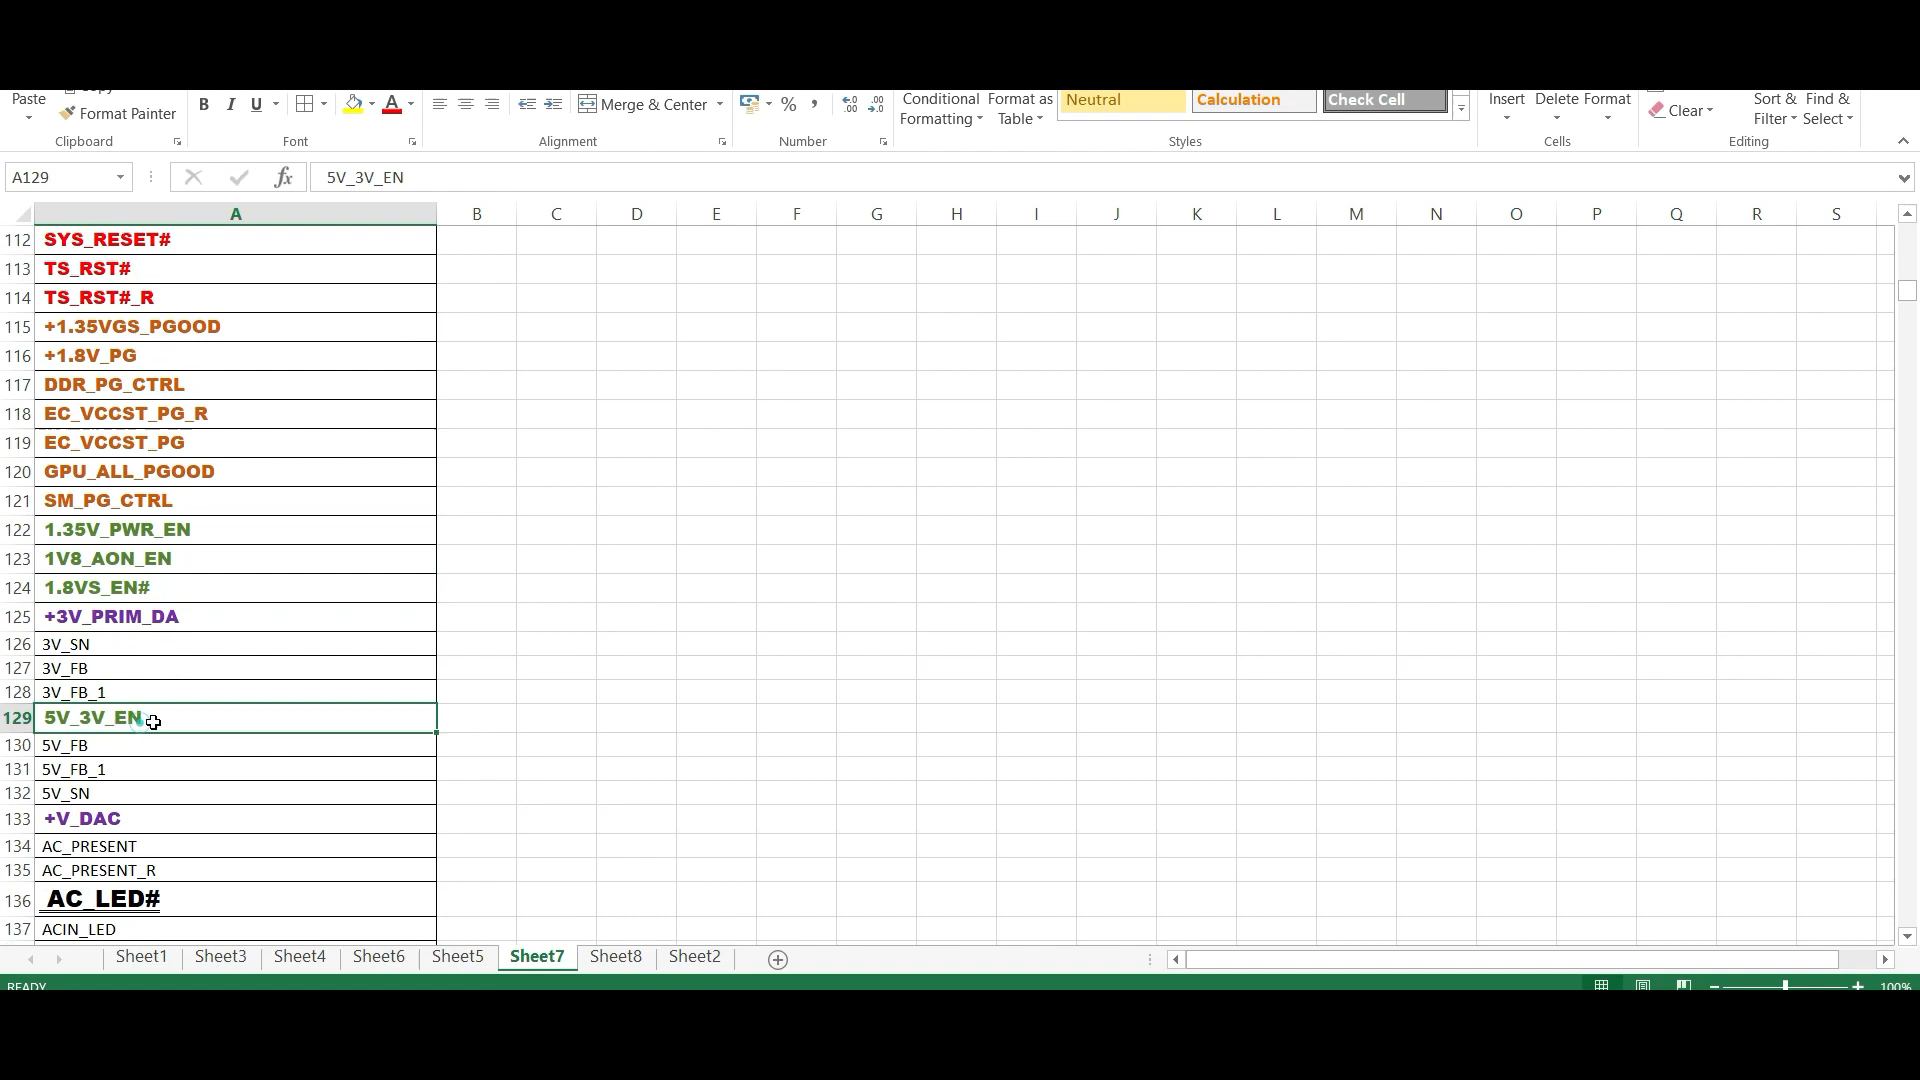 Paste
Copy
Format Painter
B I U
A
Merge & Center
%
Conditional Formatting
Format as Table
Neutral
Calculation
Check Cell
Insert
Delete
Format
Clear
Sort & Filter
Find & Select
Clipboard
Font
Alignment
Number
Styles
Cells
Editing
A129
fx
5V_3V_EN
A B C D E F G H I J K L M N O P Q R S
112 SYS_RESET#
113 TS_RST#
114 TS_RST#_R
115 +1.35VGS_PGOOD
116 +1.8V_PG
117 DDR_PG_CTRL
118 EC_VCCST_PG_R
119 EC_VCCST_PG
120 GPU_ALL_PGOOD
121 SM_PG_CTRL
122 1.35V_PWR_EN
123 1V8_AON_EN
124 1.8VS_EN#
125 +3V_PRIM_DA
126 3V_SN
127 3V_FB
128 3V_FB_1
129 5V_3V_EN
130 5V_FB
131 5V_FB_1
132 5V_SN
133 +V_DAC
134 AC_PRESENT
135 AC_PRESENT_R
136 AC_LED#
137 ACIN_LED
Sheet1 Sheet3 Sheet4 Sheet6 Sheet5 Sheet7 Sheet8 Sheet2
READY
100%